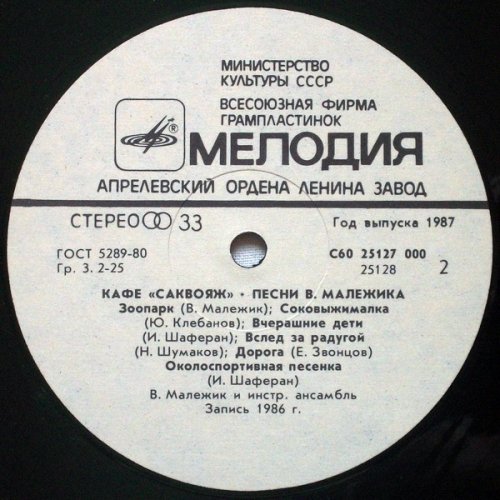 МИНИСТЕРСТВО
КУЛЬТУРЫ СССР
ВСЕСОЮЗНАЯ ФИРМА
ГРАМПЛАСТИНОК
®
МЕЛОДИЯ
АПРЕЛЕВСКИЙ ОРДЕНА ЛЕНИНА ЗАВОД
СТЕРЕО 33
Год выпуска 1987
ГОСТ 5289-80
С60 25127 000
Гр. 3. 2-25
25128 2
КАФЕ «САКВОЯЖ» • ПЕСНИ В. МАЛЕЖИКА
Зоопарк (В. Малежик); Соковыжималка
(Ю. Клебанов); Вчерашние дети
(И. Шаферан); Вслед за радугой
(Н. Шумаков); Дорога (Е. Звонцов)
Околоспортивная песенка
(И. Шаферан)
В. Малежик и инстр. ансамбль
Запись 1986 г.